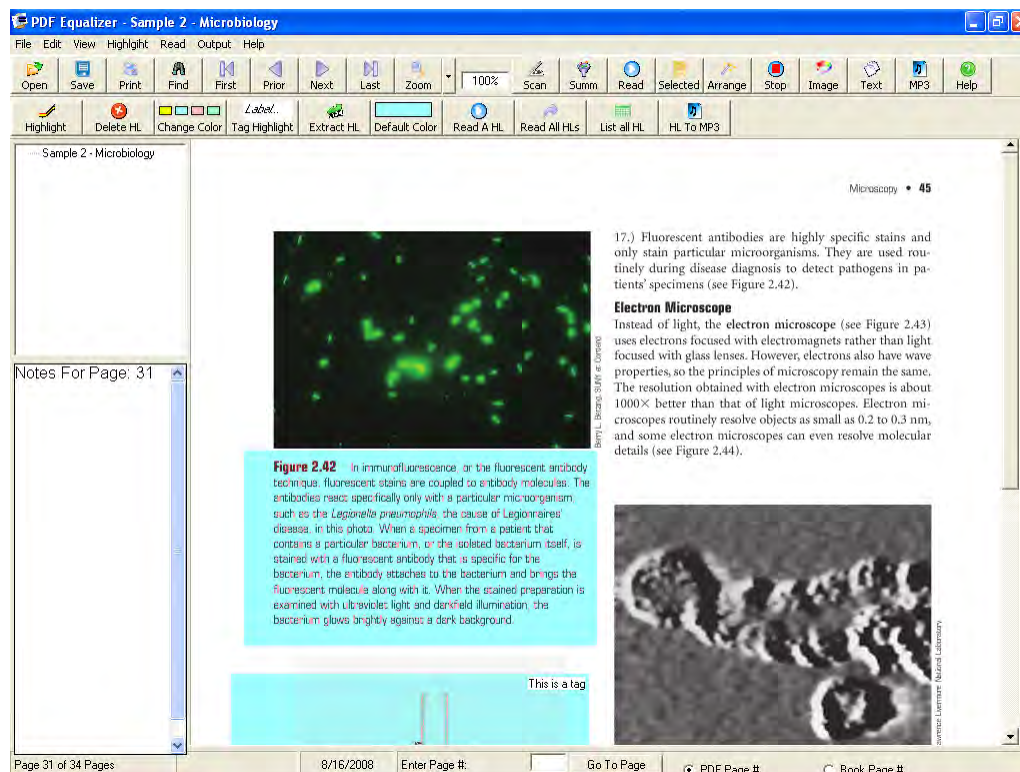 PDF Equalizer - Sample 2 - Microbiology
File Edit View Highlgiht Read Output Help
Open Save Print Find First Prior Next Last Zoom 100% Scan Summ Read Selected Arrange Stop Image Text MP3 Help
Label...
Highlight Delete HL Change Color Tag Highlight Extract HL Default Color Read A HL Read All HLs List all HL HL To MP3
Sample 2 - Microbiology
Notes For Page: 31
Microscopy • 45
Figure 2.42 In immunofluorescence, or the fluorescent antibody
technique, fluorescent stains are coupled to antibody molecules. The
antibodies react specifically only with a particular microorganism,
such as the Legionella pneumophila, the cause of Legionnaires'
disease, in this photo. When a specimen from a patient that
contains a particular bacterium, or the isolated bacterium itself, is
stained with a fluorescent antibody that is specific for the
bacterium, the antibody attaches to the bacterium and brings the
fluorescent molecule along with it. When the stained preparation is
examined with ultraviolet light and darkfield illumination, the
bacterium glows brightly against a dark background.
This is a tag
17.) Fluorescent antibodies are highly specific stains and
only stain particular microorganisms. They are used rou-
tinely during disease diagnosis to detect pathogens in pa-
tients' specimens (see Figure 2.42).
Electron Microscope
Instead of light, the electron microscope (see Figure 2.43)
uses electrons focused with electromagnets rather than light
focused with glass lenses. However, electrons also have wave
properties, so the principles of microscopy remain the same.
The resolution obtained with electron microscopes is about
1000× better than that of light microscopes. Electron mi-
croscopes routinely resolve objects as small as 0.2 to 0.3 nm,
and some electron microscopes can even resolve molecular
details (see Figure 2.44).
Livermore National Laboratory
Page 31 of 34 Pages 8/16/2008 Enter Page #: Go To Page PDF Page # Book Page #